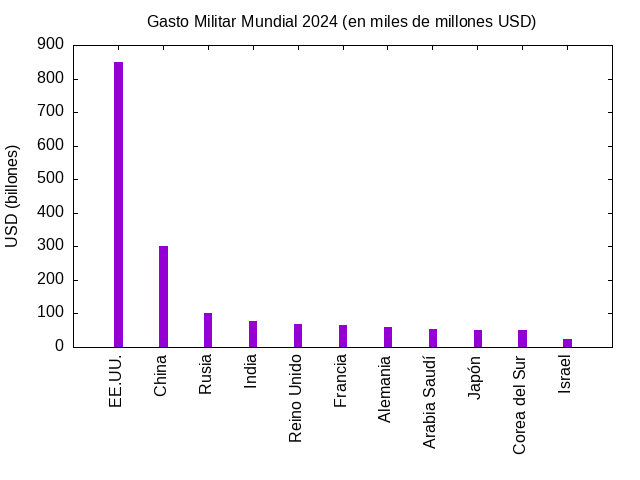 Gasto Militar Mundial 2024 (en miles de millones USD)
USD (billones)
900
800
700
600
500
400
300
200
100
0
EE.UU.
China
Rusia
India
Reino Unido
Francia
Alemania
Arabia Saudí
Japón
Corea del Sur
Israel